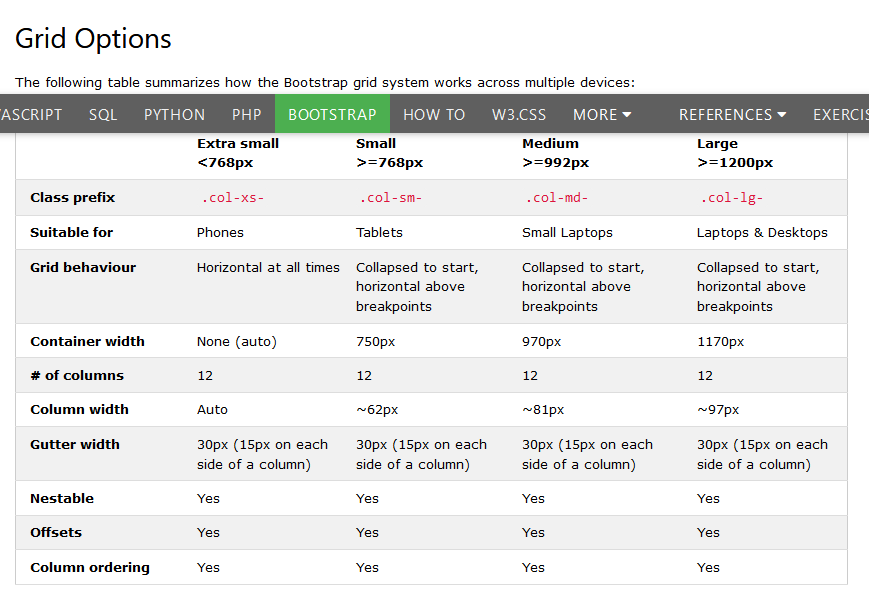 Grid Options
The following table summarizes how the Bootstrap grid system works across multiple devices:
ASCRIPT SQL PYTHON PHP BOOTSTRAP HOW TO W3.CSS MORE REFERENCES EXERCIS
Extra small Small Medium Large
<768px >=768px >=992px >=1200px
Class prefix .col-xs- .col-sm- .col-md- .col-lg-
Suitable for Phones Tablets Small Laptops Laptops & Desktops
Grid behaviour Horizontal at all times Collapsed to start, Collapsed to start, Collapsed to start,
horizontal above horizontal above horizontal above
breakpoints breakpoints breakpoints
Container width None (auto) 750px 970px 1170px
# of columns 12 12 12 12
Column width Auto ~62px ~81px ~97px
Gutter width 30px (15px on each 30px (15px on each 30px (15px on each 30px (15px on each
side of a column) side of a column) side of a column) side of a column)
Nestable Yes Yes Yes Yes
Offsets Yes Yes Yes Yes
Column ordering Yes Yes Yes Yes